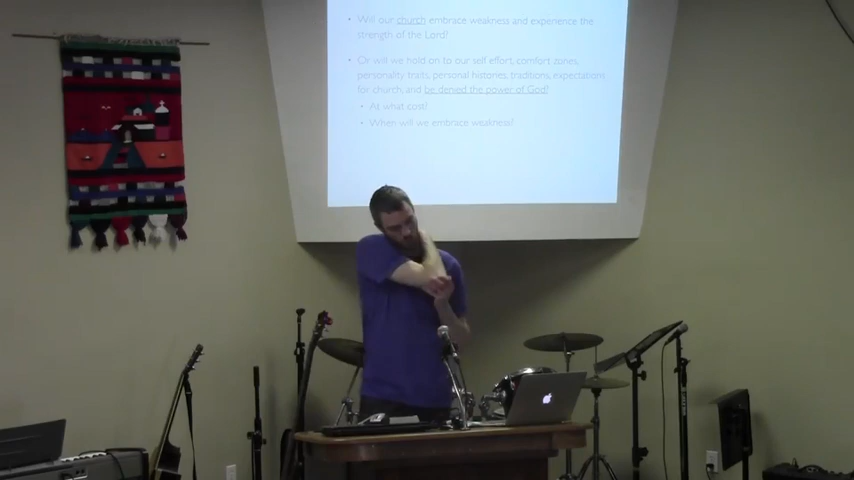 • Will our church embrace weakness and experience the
strength of the Lord?
• Or will we hold on to our self effort, comfort zones,
personality traits, personal histories, traditions, expectations
for church, and be denied the power of God?
• At what cost?
• When will we embrace weakness?